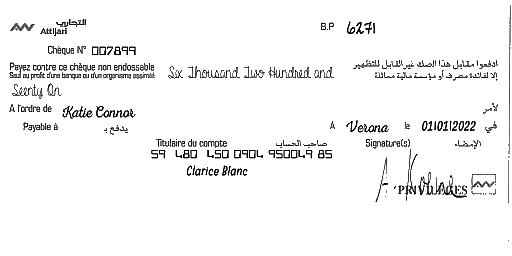 التجاري
Attijari
B.P 6271
Chèque N° 007899
Payez contre ce chèque non endossable
Sauf au profit d'une banque ou d'un organisme assimilé
Six Thousand Two Hundred and
ادفعوا مقابل هذا الصك غير القابل للتظهير
إلا لفائدة مصرف أو مؤسسة مالية مماثلة
Seenty On
A l'ordre de Katie Connor
لأمر
Payable à
يدفع بـ
A Verona le 01/01/2022 في
Titulaire du compte صاحب الحساب
Signature(s) الإمضاء
59 480 450 0904 950049 85
Clarice Blanc
PRIVILEGES